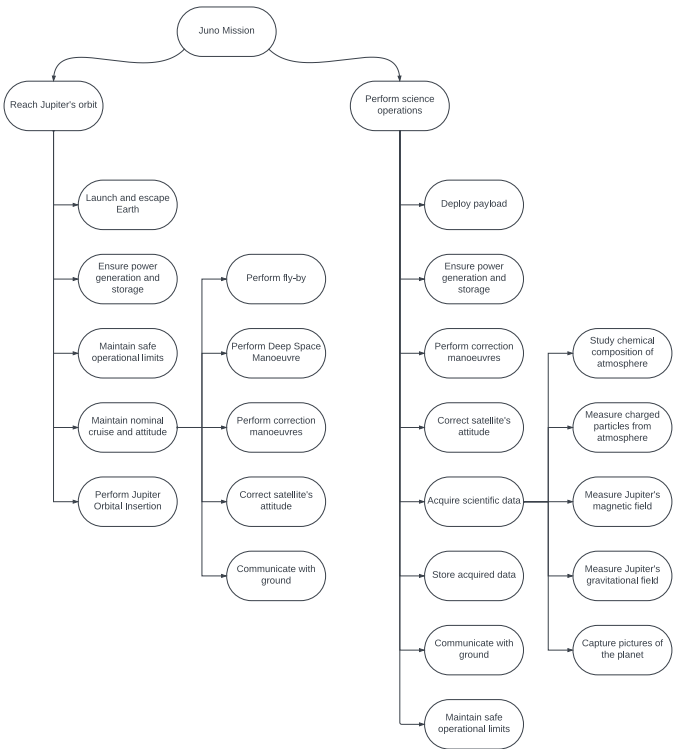 Juno Mission
Reach Jupiter's orbit
Perform science
operations
Launch and escape
Earth
Deploy payload
Ensure power
generation and
storage
Perform fly-by
Ensure power
generation and
storage
Maintain safe
operational limits
Perform Deep Space
Manoeuvre
Perform correction
manoeuvres
Study chemical
composition of
atmosphere
Maintain nominal
cruise and attitude
Perform correction
manoeuvres
Correct satellite's
attitude
Measure charged
particles from
atmosphere
Perform Jupiter
Orbital Insertion
Correct satellite's
attitude
Acquire scientific data
Measure Jupiter's
magnetic field
Communicate with
ground
Store acquired data
Measure Jupiter's
gravitational field
Communicate with
ground
Capture pictures of
the planet
Maintain safe
operational limits